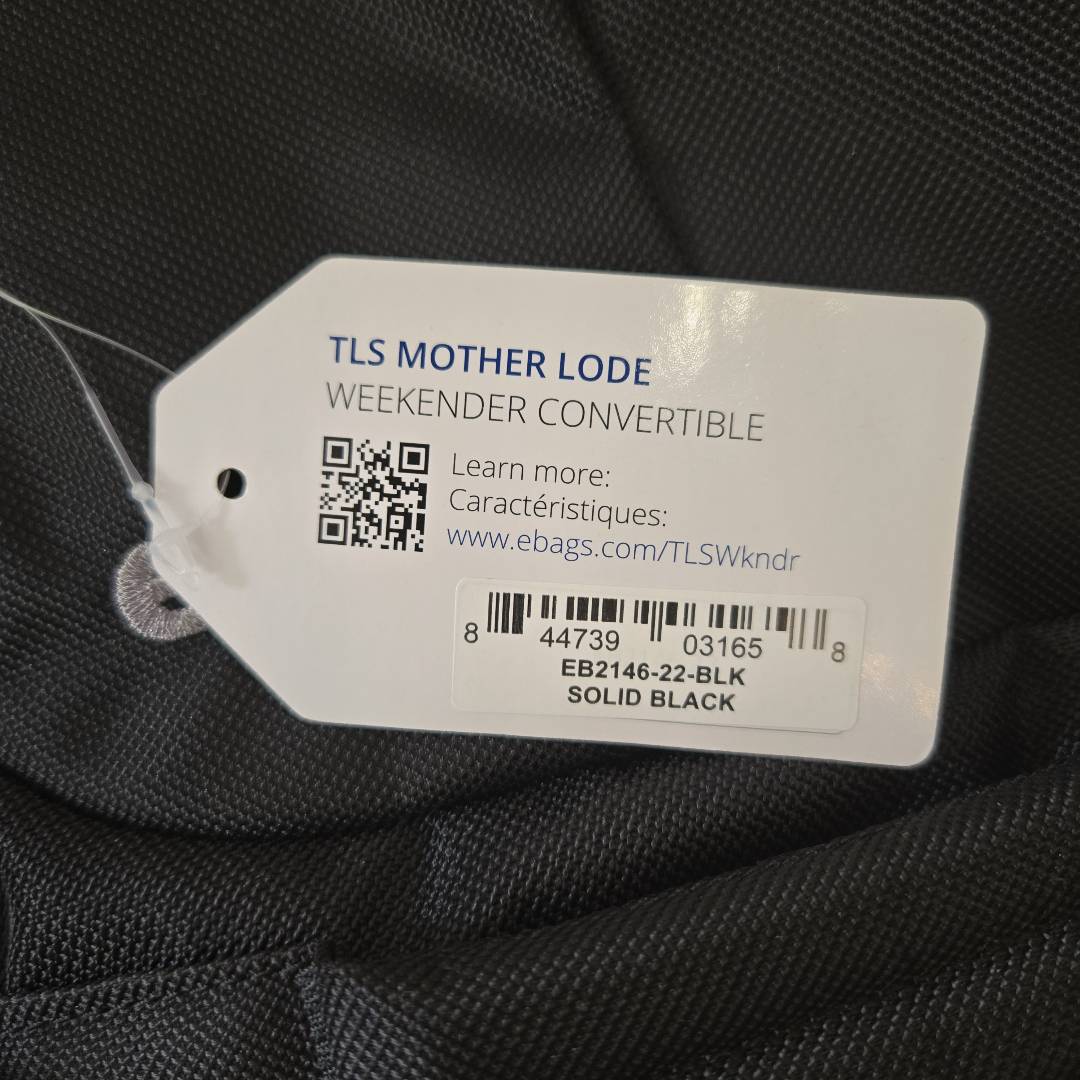 TLS MOTHER LODE
WEEKENDER CONVERTIBLE
Learn more:
Caractéristiques:
www.ebags.com/TLSWkndr
8 44739 03165 8
EB2146-22-BLK
SOLID BLACK